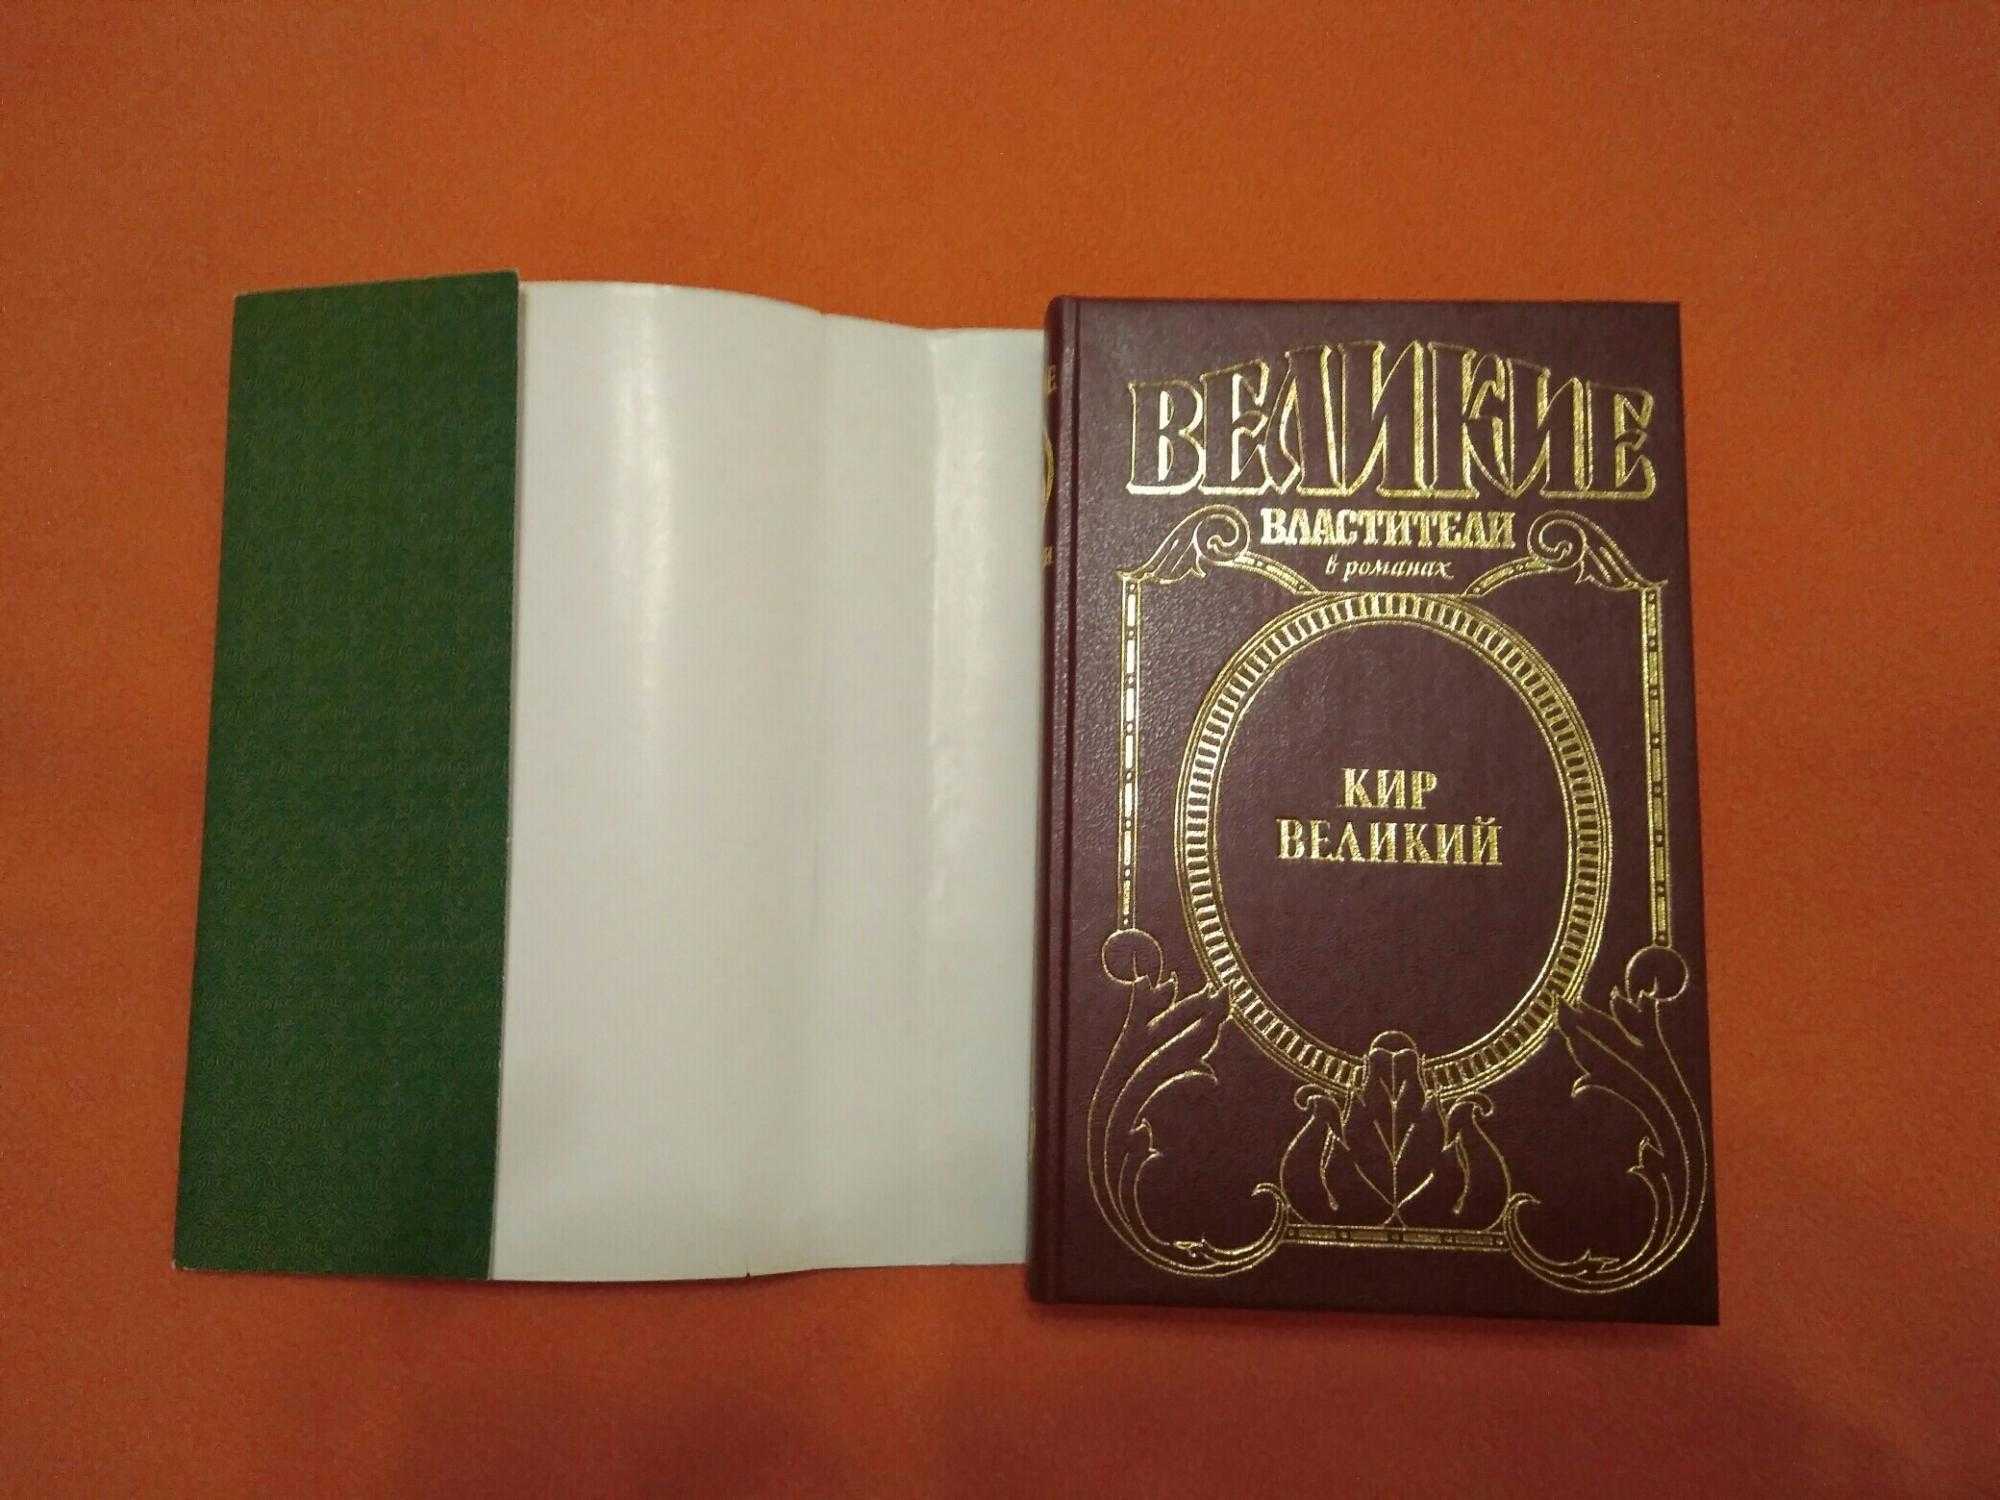 ВЕЛИКИЕ
ВЛАСТИТЕЛИ
в романах
КИР
ВЕЛИКИЙ